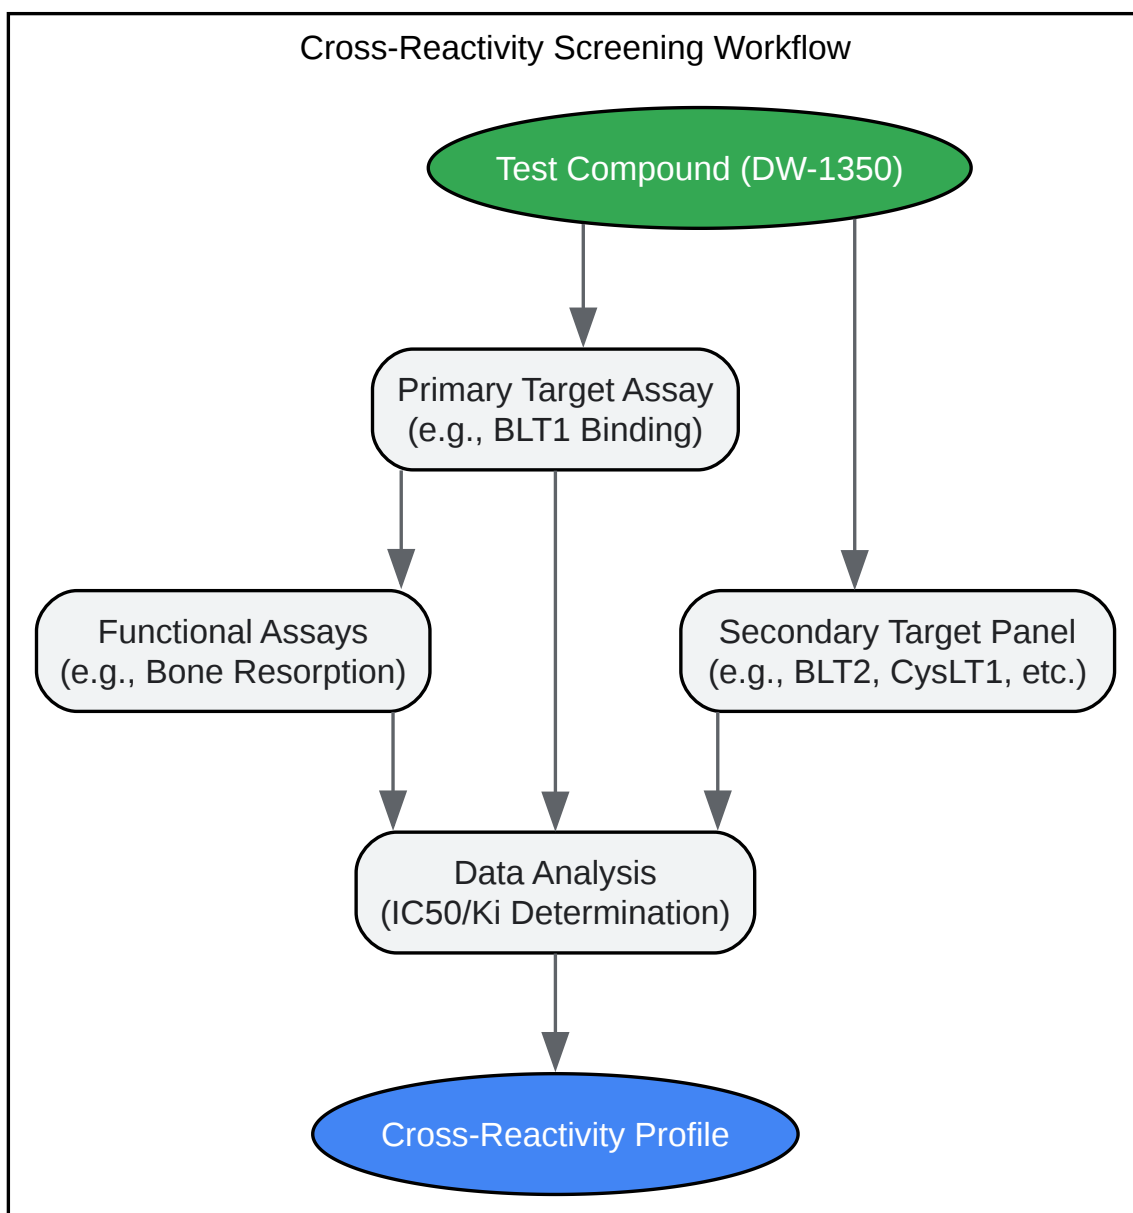 Cross-Reactivity Screening Workflow
Test Compound (DW-1350)
Primary Target Assay
(e.g., BLT1 Binding)
Functional Assays
(e.g., Bone Resorption)
Secondary Target Panel
(e.g., BLT2, CysLT1, etc.)
Data Analysis
(IC50/Ki Determination)
Cross-Reactivity Profile